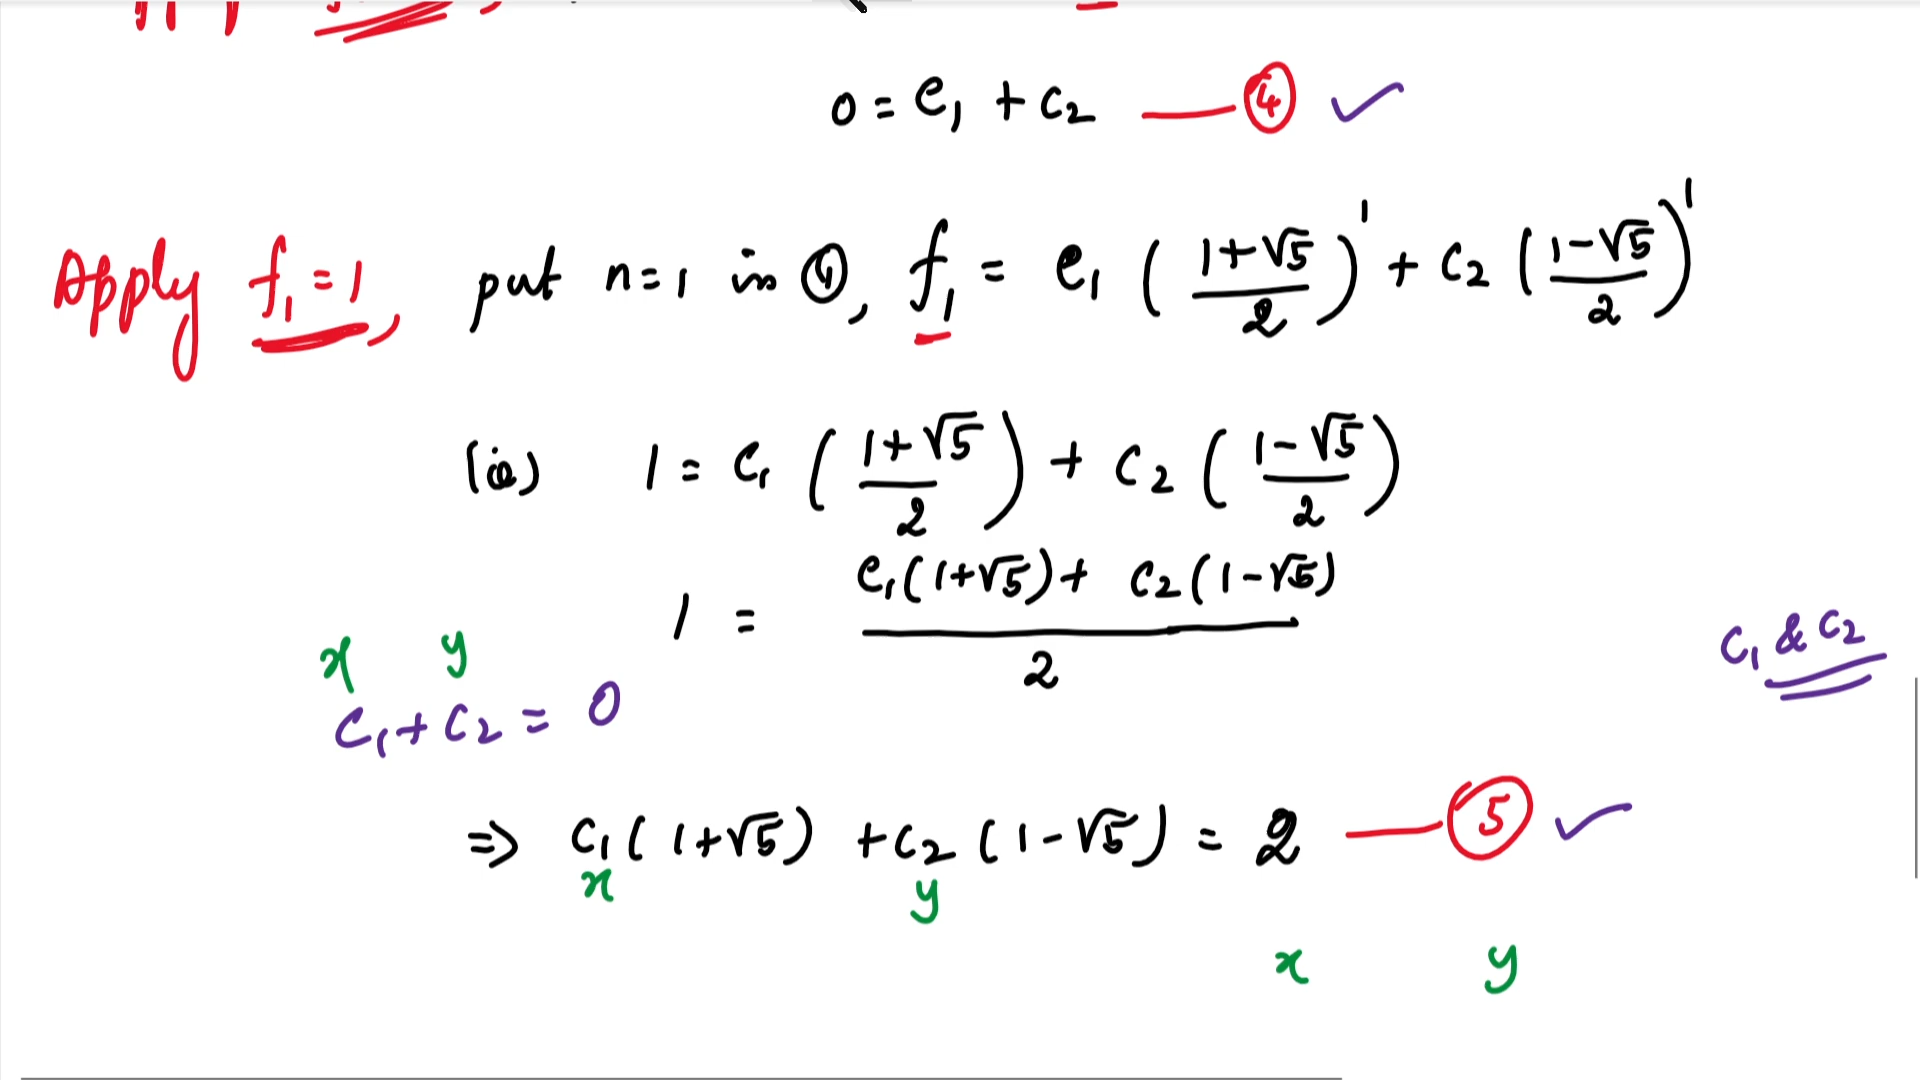 0 = c₁ + c₂ — ④ ✓
Apply f₁ = 1, put n=1 in ①, f₁ = c₁ ((1+√5)/2)¹ + c₂ ((1-√5)/2)¹
(ie) 1 = c₁ ((1+√5)/2) + c₂ ((1-√5)/2)
1 = (c₁(1+√5) + c₂(1-√5))/2
x y
c₁ + c₂ = 0
c₁ & c₂
⇒ c₁(1+√5) + c₂(1-√5) = 2 — ⑤ ✓
x y
x y